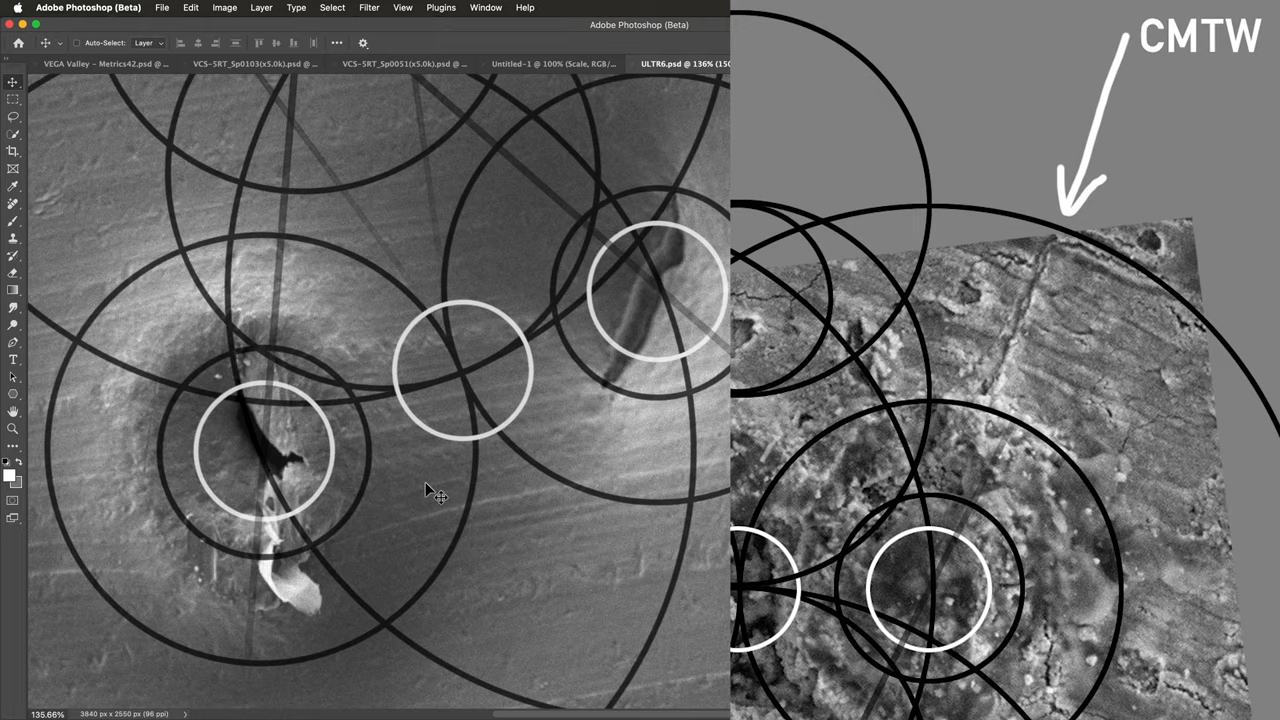 Adobe Photoshop (Beta) File Edit Image Layer Type Select Filter View Plugins Window Help
Adobe Photoshop (Beta)
Auto-Select: Layer
VEGA Valley - Metrics42.psd @ ... VCS-5RT_Sp0103(x5.0k).psd @ ... VCS-5RT_Sp0051(x5.0k).psd @ ... Untitled-1 @ 100% (Scale, RGB/... ULTR6.psd @ 136% (150
CMTW
135.66% 3840 px x 2550 px (96 ppi)